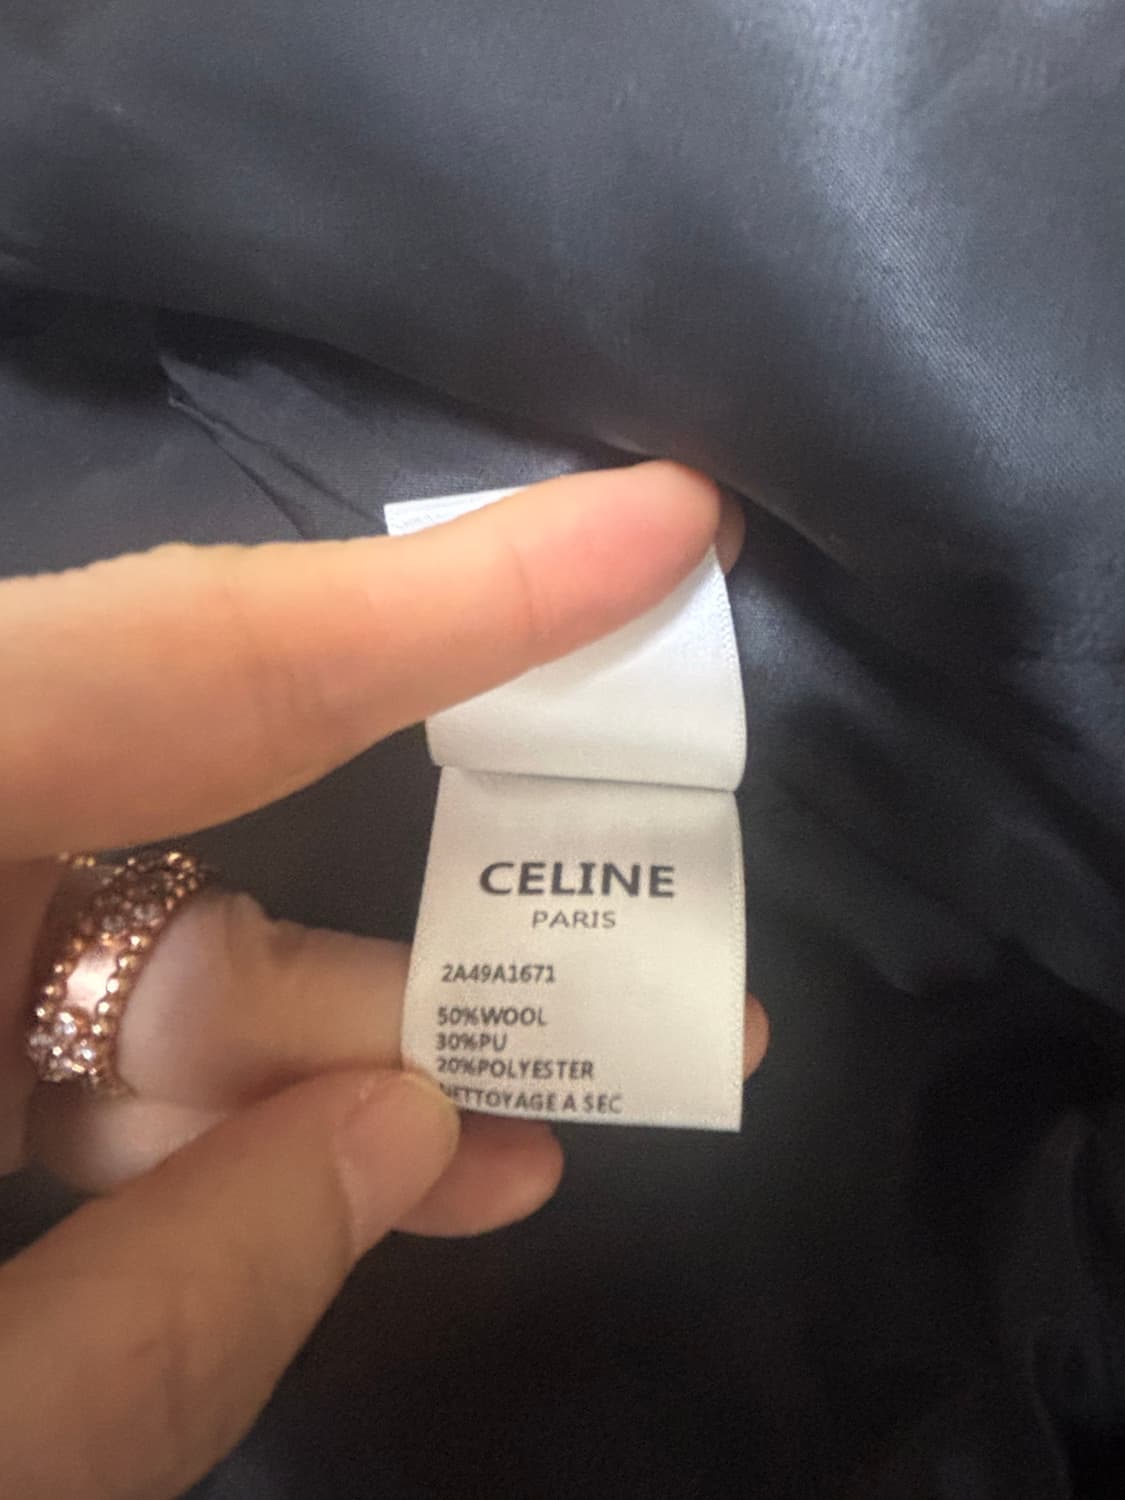 CELINE
PARIS
2A49A1671
50%WOOL
30%PU
20%POLYESTER
NETTOYAGE A SEC